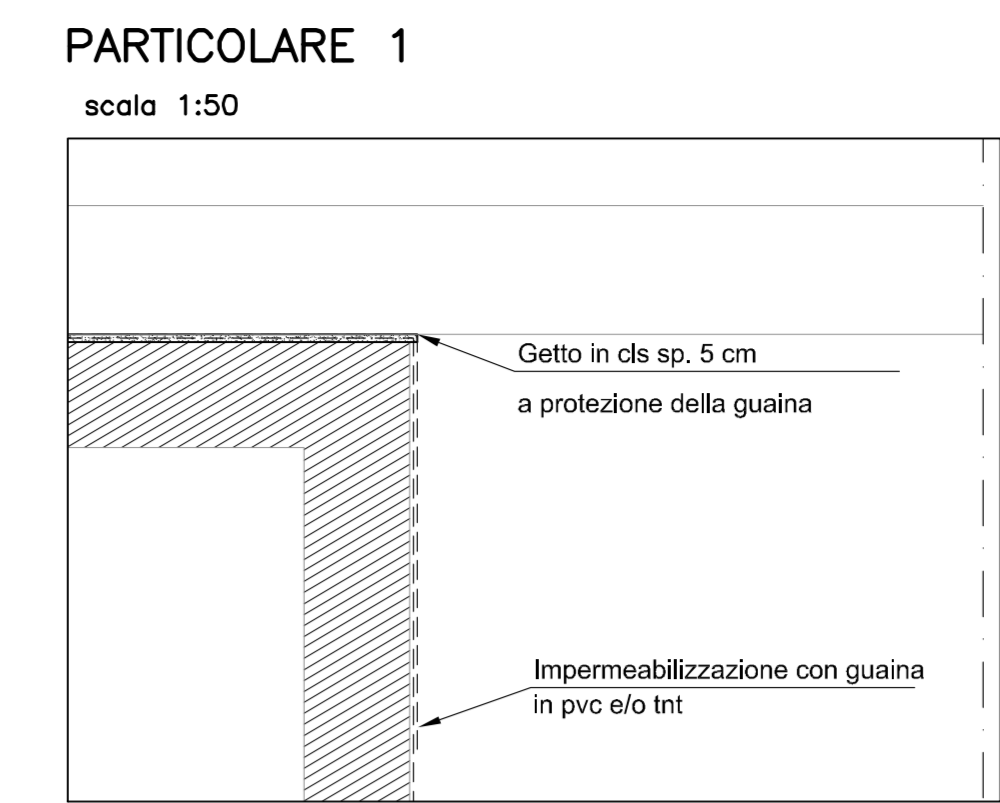 PARTICOLARE 1
scala 1:50
Getto in cls sp. 5 cm
a protezione della guaina
Impermeabilizzazione con guaina
in pvc e/o tnt